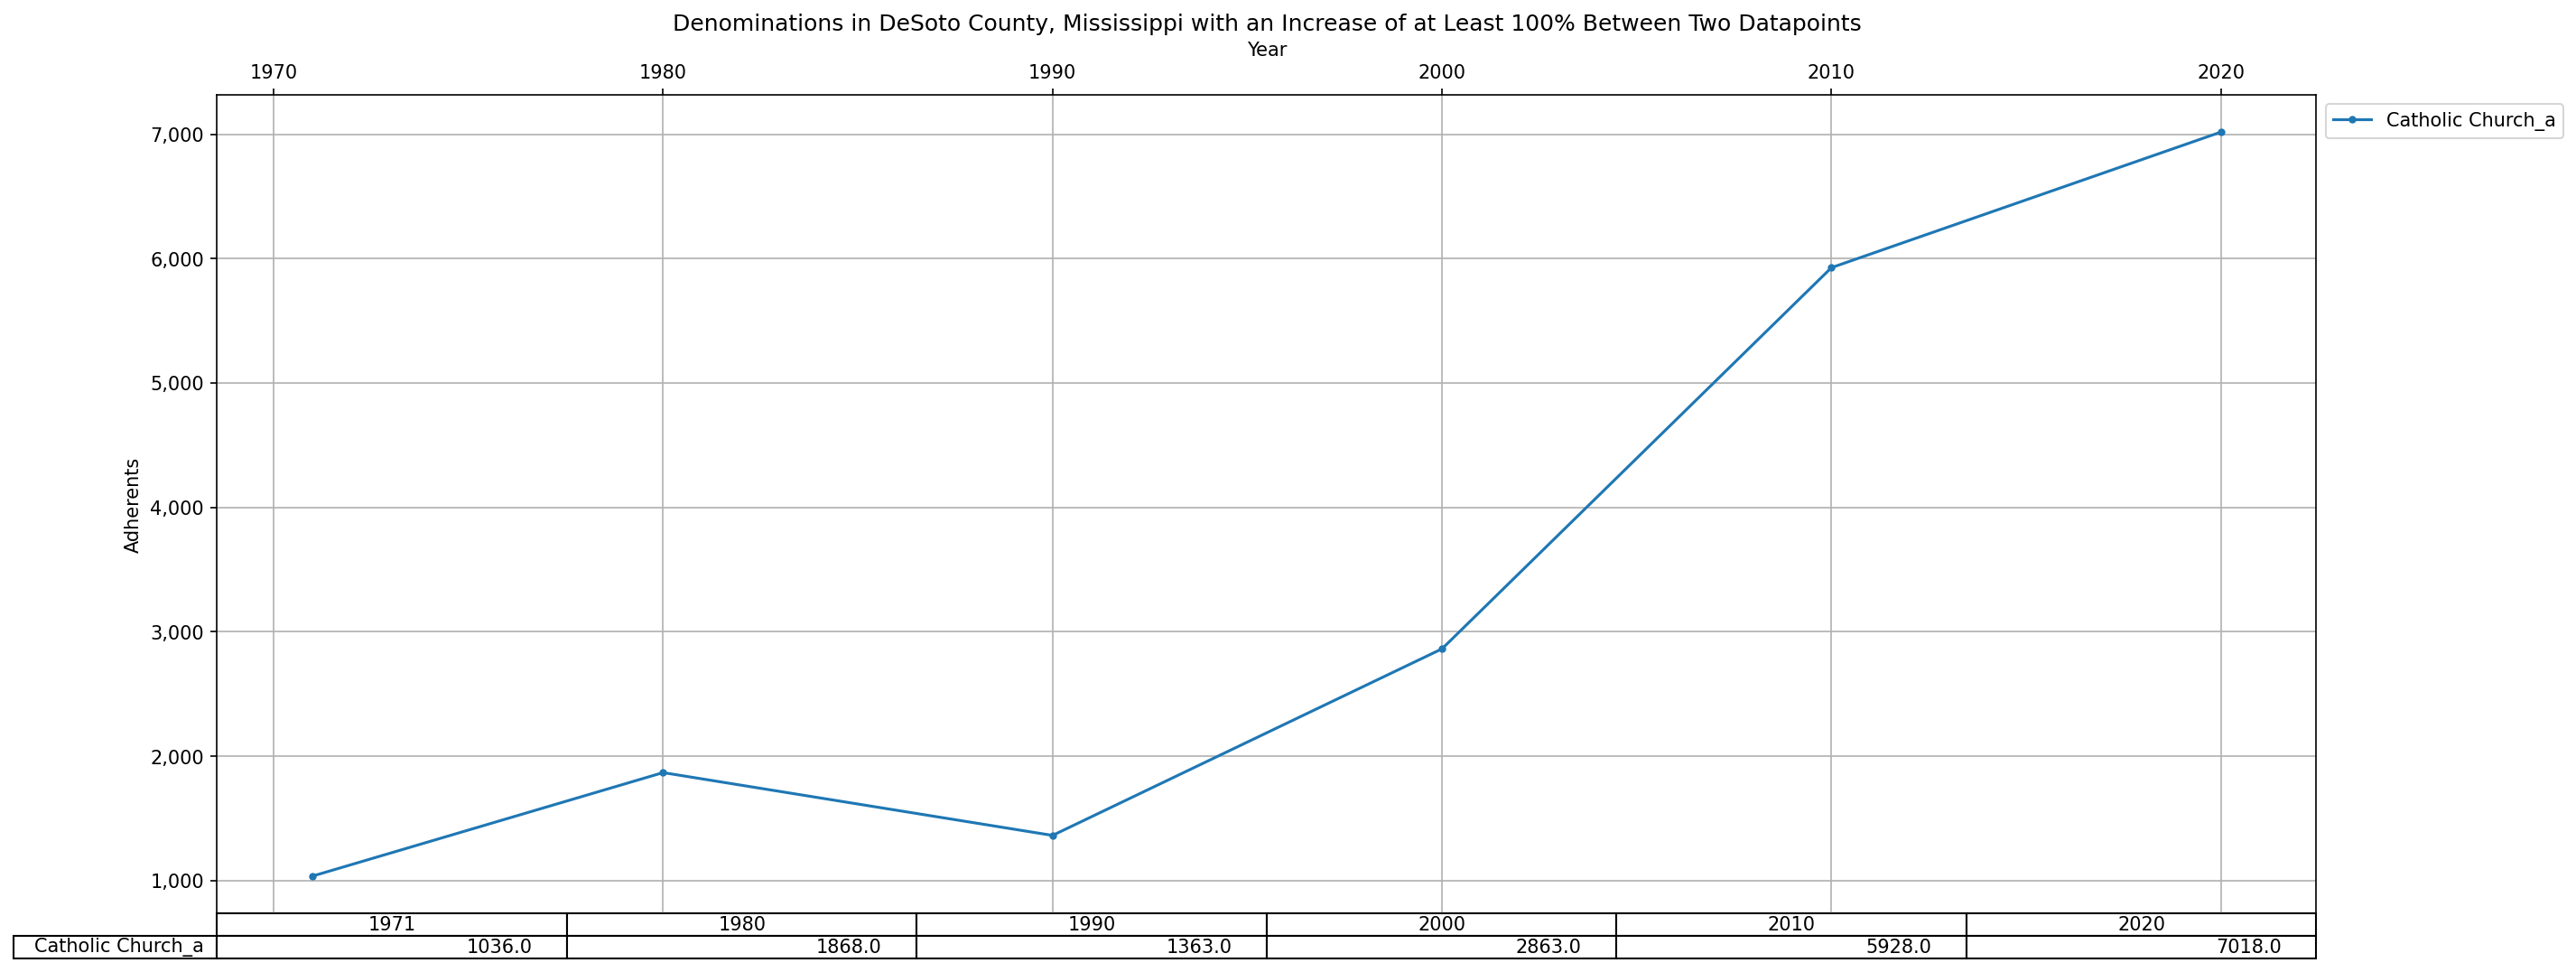 Denominations in DeSoto County, Mississippi with an Increase of at Least 100% Between Two Datapoints
Year
1970 1980 1990 2000 2010 2020
Catholic Church_a
7,000
6,000
5,000
4,000
3,000
2,000
1,000
Adherents
1971 1980 1990 2000 2010 2020
Catholic Church_a 1036.0 1868.0 1363.0 2863.0 5928.0 7018.0